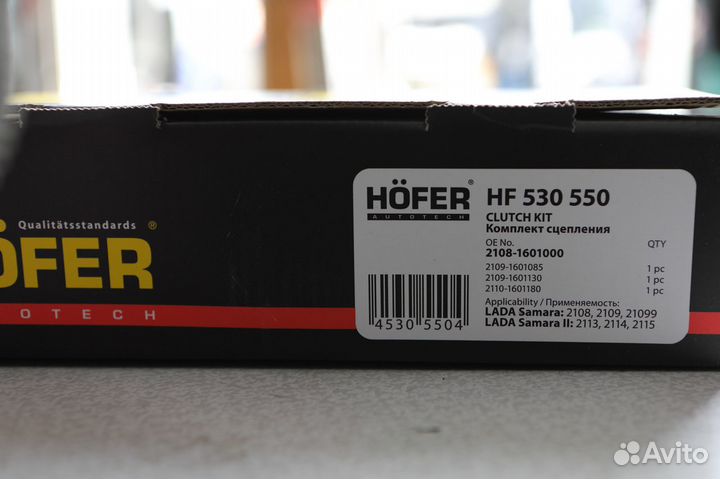 Qualitätsstandards ®
ÖFER
OTECH
HÖFER®
AUTOTECH
HF 530 550
CLUTCH KIT
Комплект сцепления
OE No. QTY
2108-1601000
2109-1601085 1 pc
2109-1601130 1 pc
2110-1601180 1 pc
Applicability / Применяемость:
LADA Samara: 2108, 2109, 21099
LADA Samara II: 2113, 2114, 2115
4530 5504
Avito